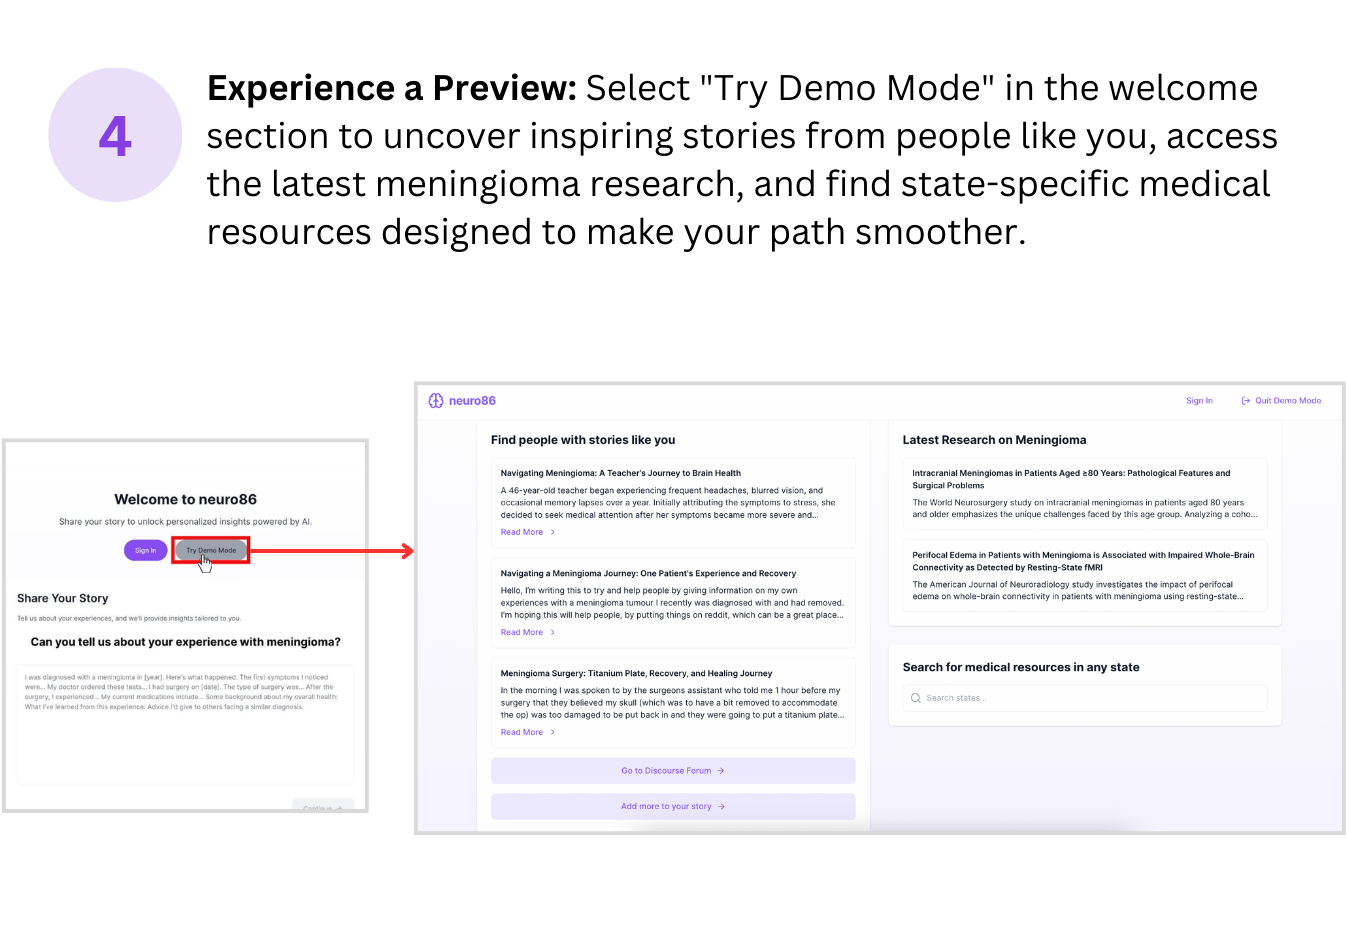 4
Experience a Preview: Select "Try Demo Mode" in the welcome
section to uncover inspiring stories from people like you, access
the latest meningioma research, and find state-specific medical
resources designed to make your path smoother.
Welcome to neuro86
Share your story to unlock personalized insights powered by AI.
Sign In
Try Demo Mode
Share Your Story
Tell us about your experiences, and we'll provide insights tailored to you.
Can you tell us about your experience with meningioma?
I was diagnosed with a meningioma in [year]. Here's what happened: The first symptoms I noticed
were... My doctor ordered these tests... I had surgery on [date]. The type of surgery was... After the
surgery, I experienced... My current medications include... Some background about my overall health:
What I've learned from this experience: Advice I'd give to others facing a similar diagnosis:
Continue →
neuro86
Sign In
Quit Demo Mode
Find people with stories like you
Navigating Meningioma: A Teacher's Journey to Brain Health
A 46-year-old teacher began experiencing frequent headaches, blurred vision, and
occasional memory lapses over a year. Initially attributing the symptoms to stress, she
decided to seek medical attention after her symptoms became more severe and...
Read More >
Navigating a Meningioma Journey: One Patient's Experience and Recovery
Hello, I'm writing this to try and help people by giving information on my own
experiences with a meningioma tumour I recently was diagnosed with and had removed.
I'm hoping this will help people, by putting things on reddit, which can be a great place...
Read More >
Meningioma Surgery: Titanium Plate, Recovery, and Healing Journey
In the morning I was spoken to by the surgeons assistant who told me 1 hour before my
surgery that they believed my skull (which was to have a bit removed to accommodate
the op) was too damaged to be put back in and they were going to put a titanium plate...
Read More >
Go to Discourse Forum →
Add more to your story →
Latest Research on Meningioma
Intracranial Meningiomas in Patients Aged ≥80 Years: Pathological Features and
Surgical Problems
The World Neurosurgery study on intracranial meningiomas in patients aged 80 years
and older emphasizes the unique challenges faced by this age group. Analyzing a coho...
Perifocal Edema in Patients with Meningioma is Associated with Impaired Whole-Brain
Connectivity as Detected by Resting-State fMRI
The American Journal of Neuroradiology study investigates the impact of perifocal
edema on whole-brain connectivity in patients with meningioma using resting-state...
Search for medical resources in any state
Search states...